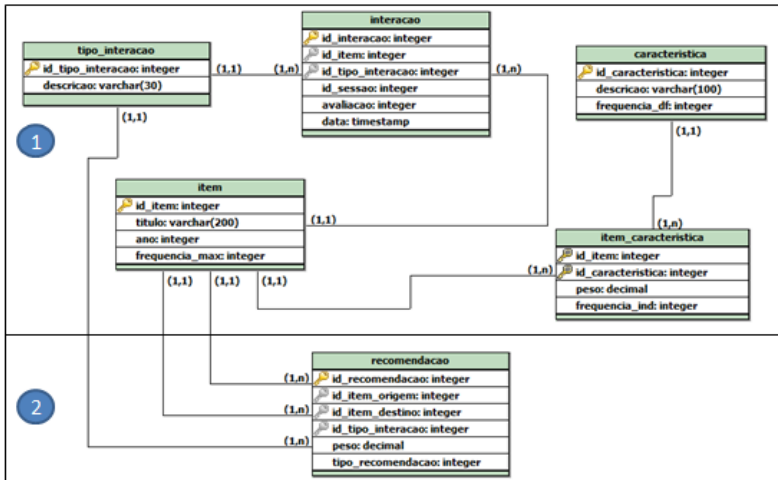 interacao
id_interacao: integer
id_item: integer
id_tipo_interacao: integer
id_sessao: integer
avaliacao: integer
data: timestamp
tipo_interacao
id_tipo_interacao: integer
descricao: varchar(30)
(1,1)
(1,n)
(1,n)
(1,1)
caracteristica
id_caracteristica: integer
descricao: varchar(100)
frequencia_df: integer
(1,1)
1
item
id_item: integer
titulo: varchar(200)
ano: integer
frequencia_max: integer
(1,1)
(1,1)
(1,1)
(1,1)
(1,n)
item_caracteristica
id_item: integer
id_caracteristica: integer
peso: decimal
frequencia_ind: integer
(1,n)
2
recomendacao
id_recomendacao: integer
id_item_origem: integer
id_item_destino: integer
id_tipo_interacao: integer
peso: decimal
tipo_recomendacao: integer
(1,n)
(1,n)
(1,n)